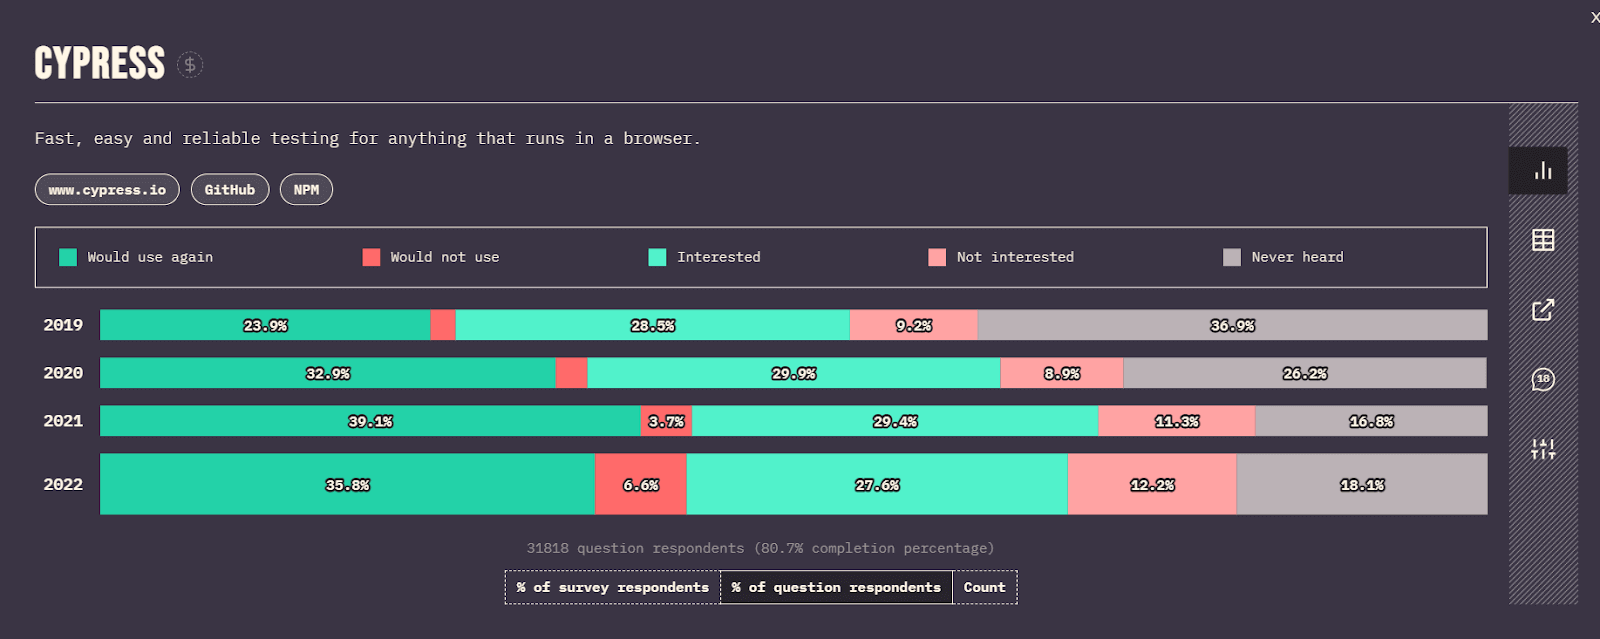 X
CYPRESS $
Fast, easy and reliable testing for anything that runs in a browser.
www.cypress.io GitHub NPM
Would use again Would not use Interested Not interested Never heard
2019 23.9% 28.5% 9.2% 36.9%
2020 32.9% 29.9% 8.9% 26.2%
18
2021 39.1% 3.7% 29.4% 11.3% 16.8%
2022 35.8% 6.6% 27.6% 12.2% 18.1%
31818 question respondents (80.7% completion percentage)
% of survey respondents % of question respondents Count